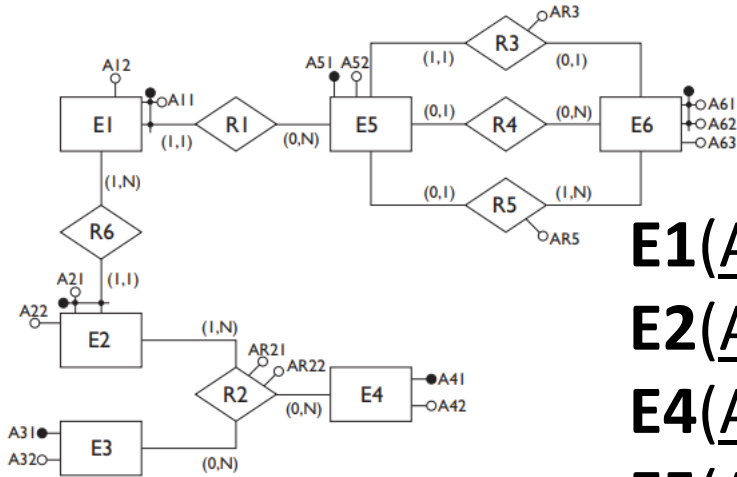 AR3
R3
(1,1)
(0,1)
A12
A11
A51 A52
E1
(1,1)
R1
(0,N)
E5
(0,1)
R4
(0,N)
E6
A61
A62
A63
(1,N)
(0,1)
R5
(1,N)
AR5
R6
A21
(1,1)
A22
E2
(1,N)
AR21
AR22
R2
(0,N)
E4
A41
A42
A31
A32
E3
(0,N)
E1(
E2(
E4(